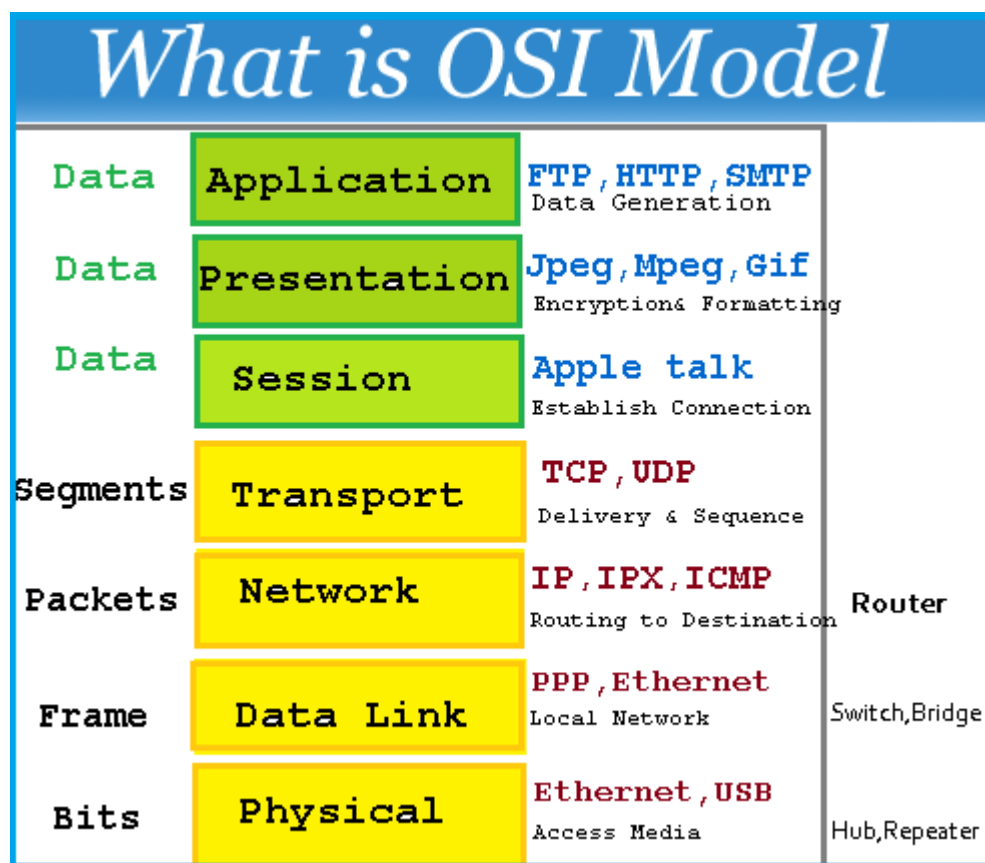 What is OSI Model
Data
Application
FTP,HTTP,SMTP
Data Generation
Data
Presentation
Jpeg,Mpeg,Gif
Encryption& Formatting
Data
Session
Apple talk
Establish Connection
Segments
Transport
TCP,UDP
Delivery & Sequence
Packets
Network
IP,IPX,ICMP
Routing to Destination
Router
Frame
Data Link
PPP,Ethernet
Local Network
Switch,Bridge
Bits
Physical
Ethernet,USB
Access Media
Hub,Repeater